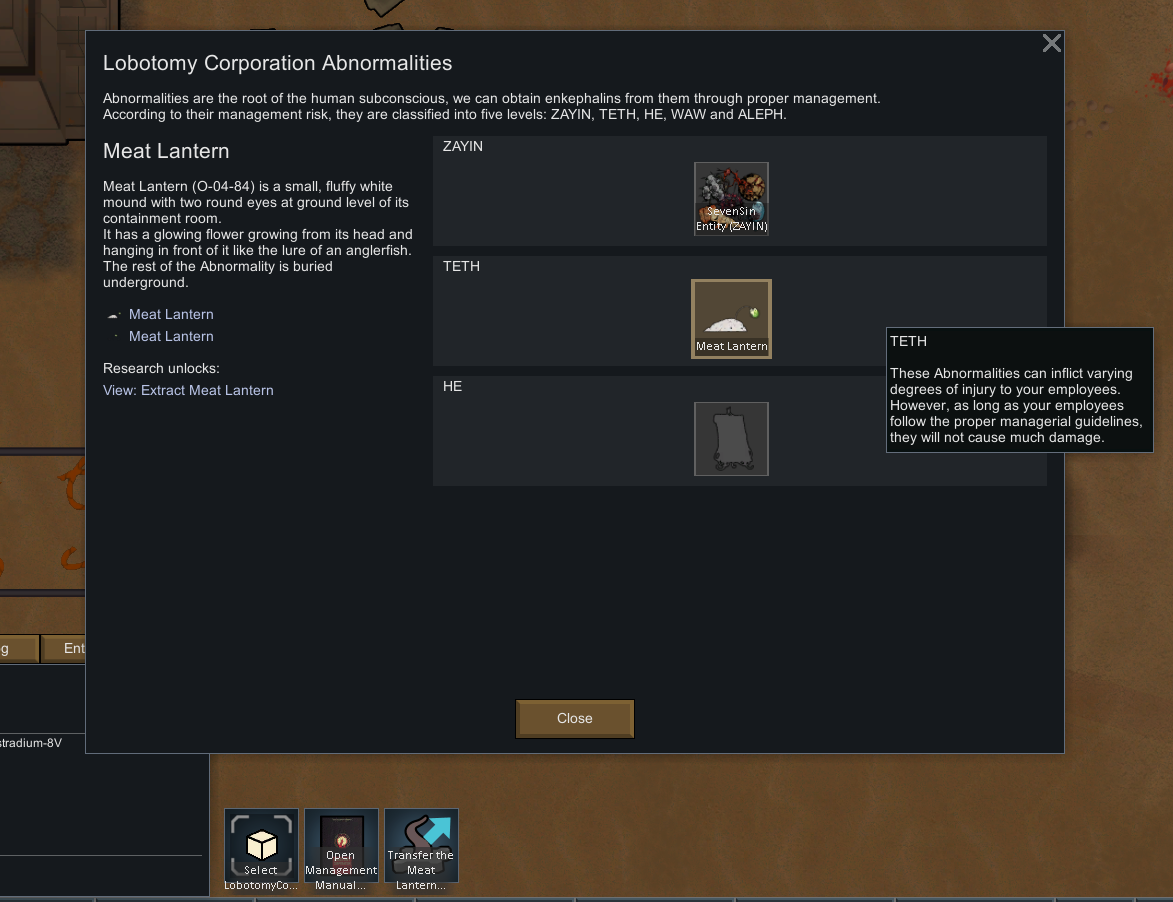 Lobotomy Corporation Abnormalities
Abnormalities are the root of the human subconscious, we can obtain enkephalins from them through proper management.
According to their management risk, they are classified into five levels: ZAYIN, TETH, HE, WAW and ALEPH.
Meat Lantern
Meat Lantern (O-04-84) is a small, fluffy white
mound with two round eyes at ground level of its
containment room.
It has a glowing flower growing from its head and
hanging in front of it like the lure of an anglerfish.
The rest of the Abnormality is buried
underground.
Meat Lantern
Meat Lantern
Research unlocks:
View: Extract Meat Lantern
ZAYIN
SevenSin
Entity (ZAYIN)
TETH
Meat Lantern
HE
TETH
These Abnormalities can inflict varying
degrees of injury to your employees.
However, as long as your employees
follow the proper managerial guidelines,
they will not cause much damage.
g
Ent
stradium-8V
Close
Select
LobotomyCo...
Open
Management
Manual...
Transfer the
Meat
Lantern...